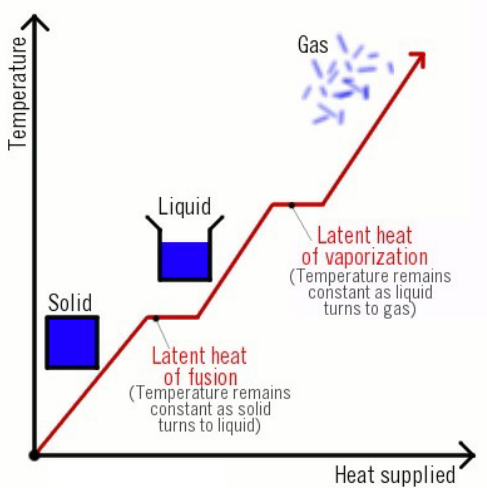 Temperature
Gas
Liquid
Latent heat
of vaporization
(Temperature remains
constant as liquid
turns to gas)
Solid
Latent heat
of fusion
(Temperature remains
constant as solid
turns to liquid)
Heat supplied